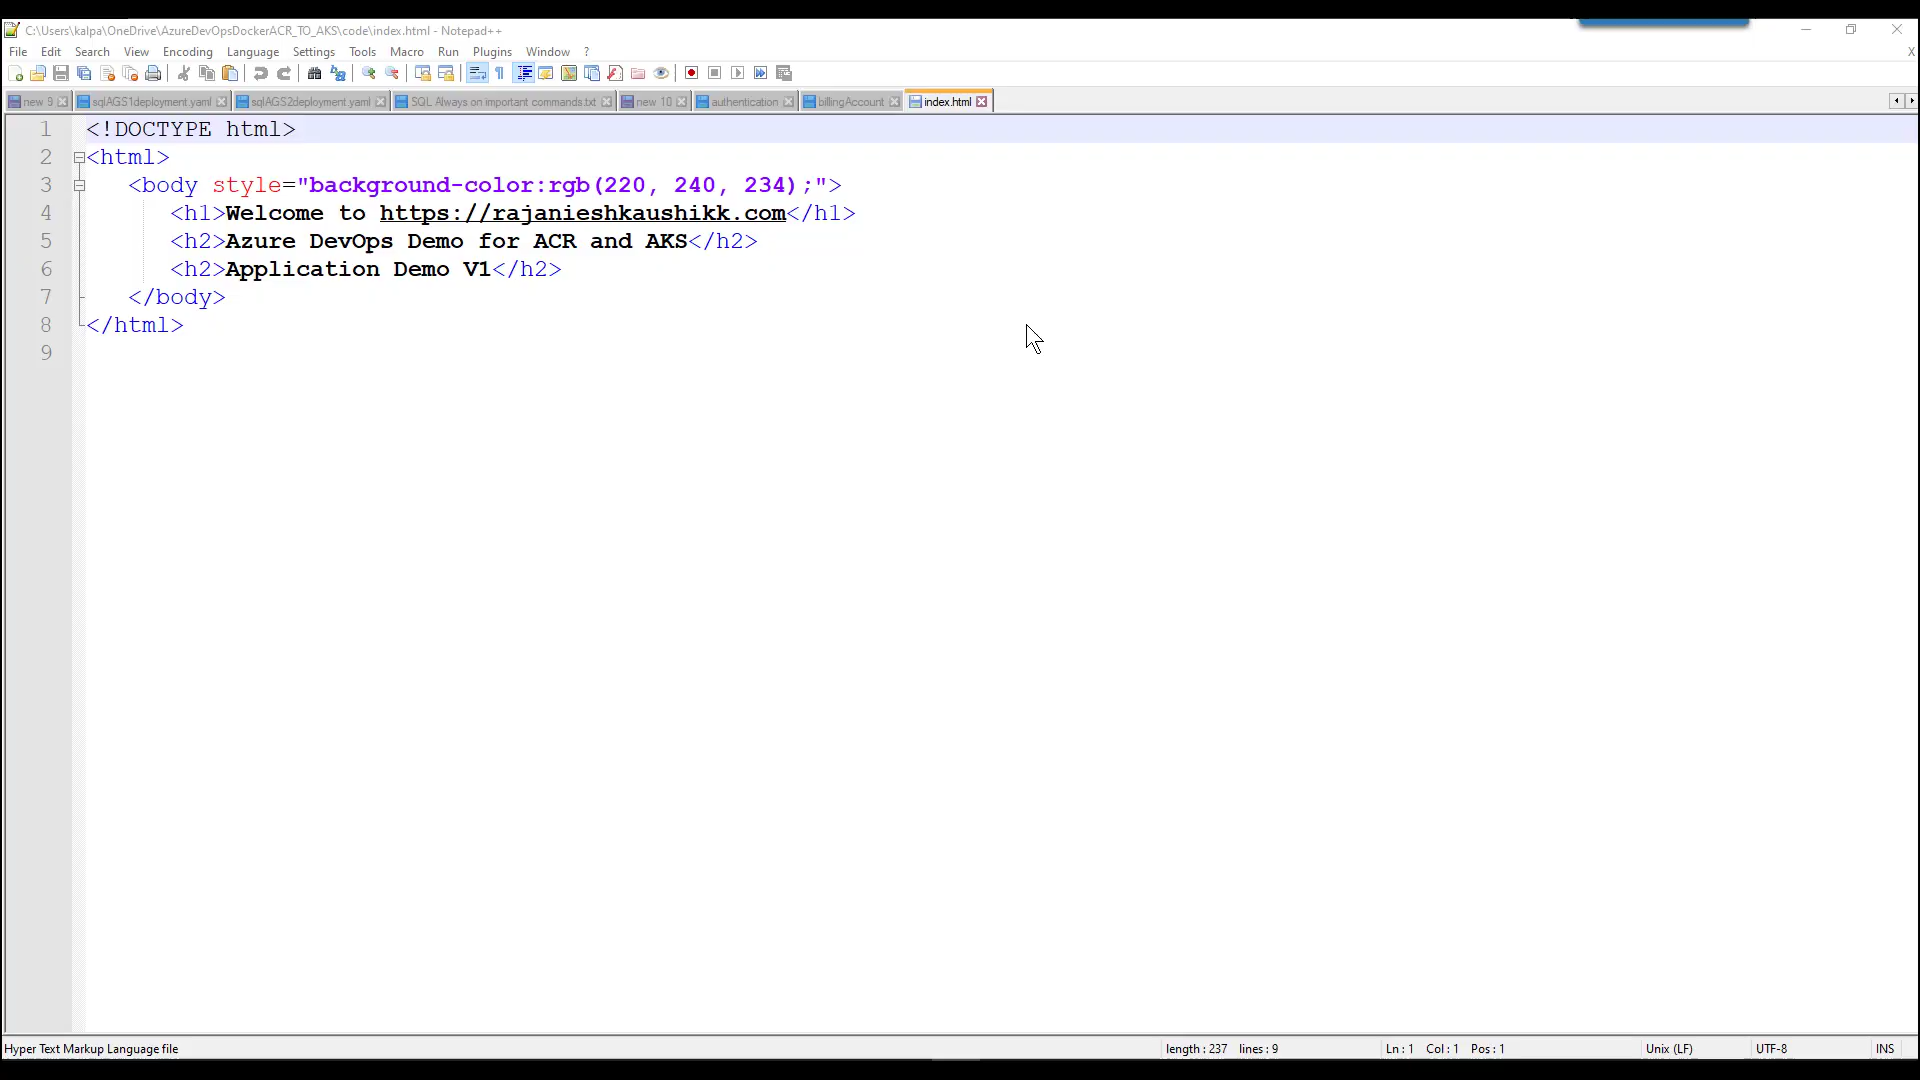 C:\Users\kalpa\OneDrive\AzureDevOpsDockerACR_TO_AKS\code\index.html - Notepad++
File Edit Search View Encoding Language Settings Tools Macro Run Plugins Window ? X
new 9 sqlAGS1deployment.yaml sqlAGS2deployment.yaml SQL Always on important commands.txt new 10 authentication billingAccount index.html
1 <!DOCTYPE html>
2 <html>
3 <body style="background-color:rgb(220, 240, 234);">
4 <h1>Welcome to https://rajanieshkaushikk.com</h1>
5 <h2>Azure DevOps Demo for ACR and AKS</h2>
6 <h2>Application Demo V1</h2>
7 </body>
8 </html>
9
Hyper Text Markup Language file length : 237 lines : 9 Ln : 1 Col : 1 Pos : 1 Unix (LF) UTF-8 INS